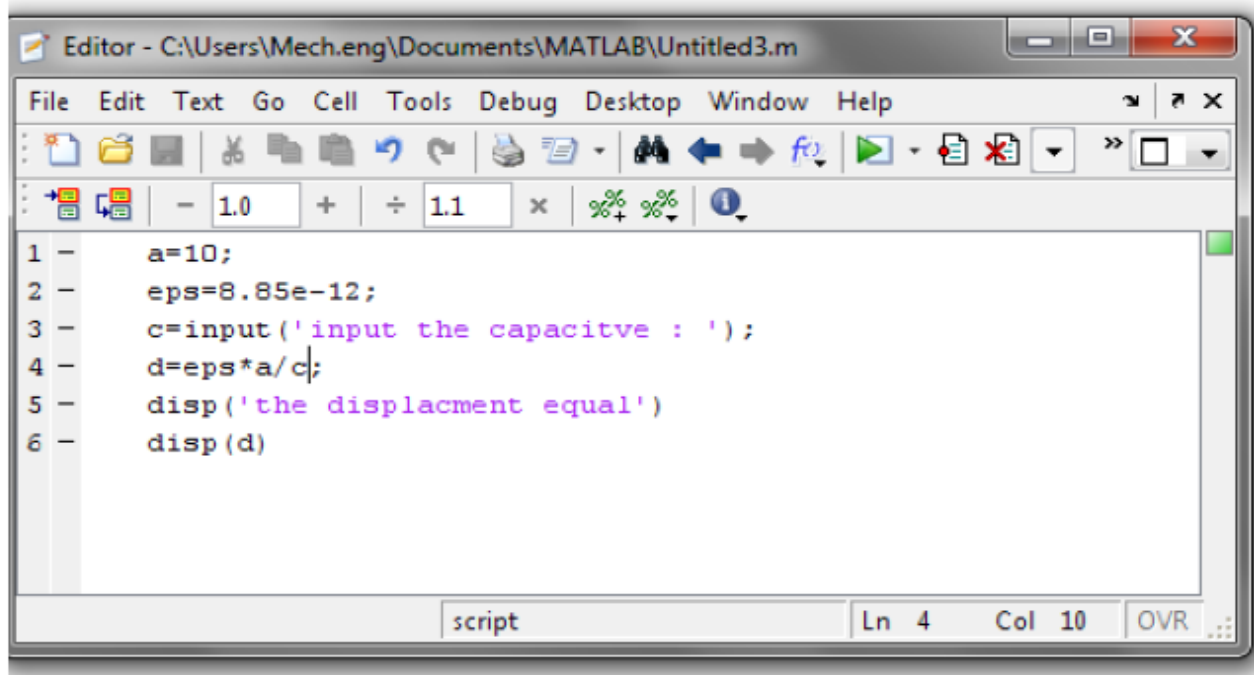 Editor - C:\Users\Mech.eng\Documents\MATLAB\Untitled3.m
File Edit Text Go Cell Tools Debug Desktop Window Help
- 1.0 + ÷ 1.1 ×
1 - a=10;
2 - eps=8.85e-12;
3 - c=input('input the capacitve : ');
4 - d=eps*a/c;
5 - disp('the displacment equal')
6 - disp(d)
script Ln 4 Col 10 OVR